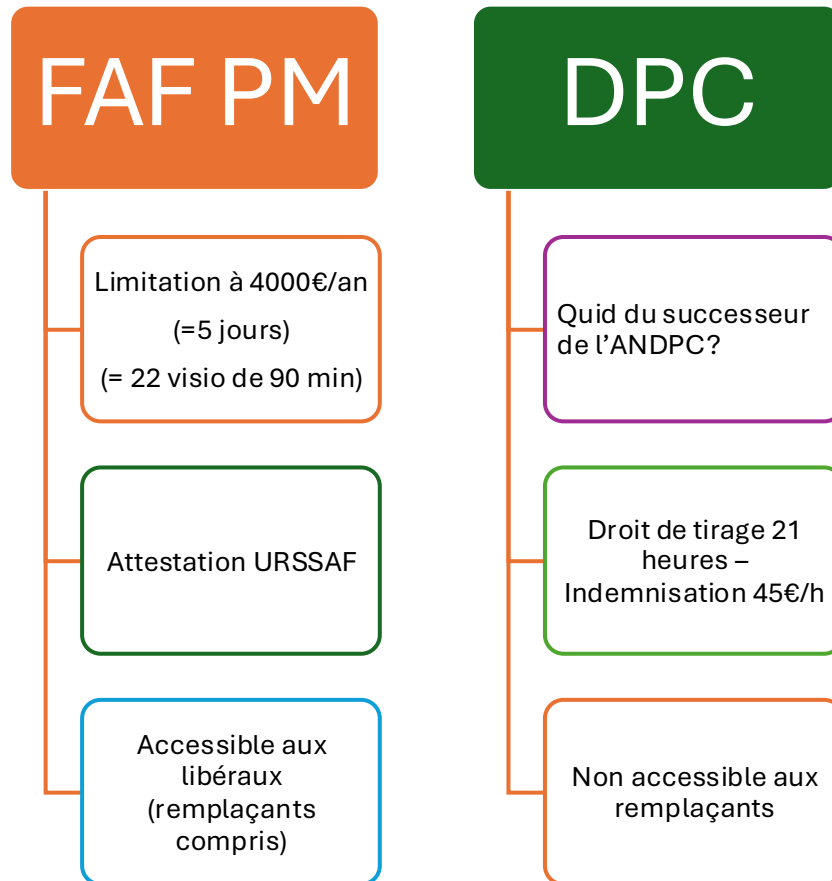 FAF PM
Limitation à 4000€/an
(=5 jours)
(= 22 visio de 90 min)
Attestation URSSAF
Accessible aux
libéraux
(remplaçants
compris)
DPC
Quid du successeur
de l’ANDPC?
Droit de tirage 21
heures –
Indemnisation 45€/h
Non accessible aux
remplaçants